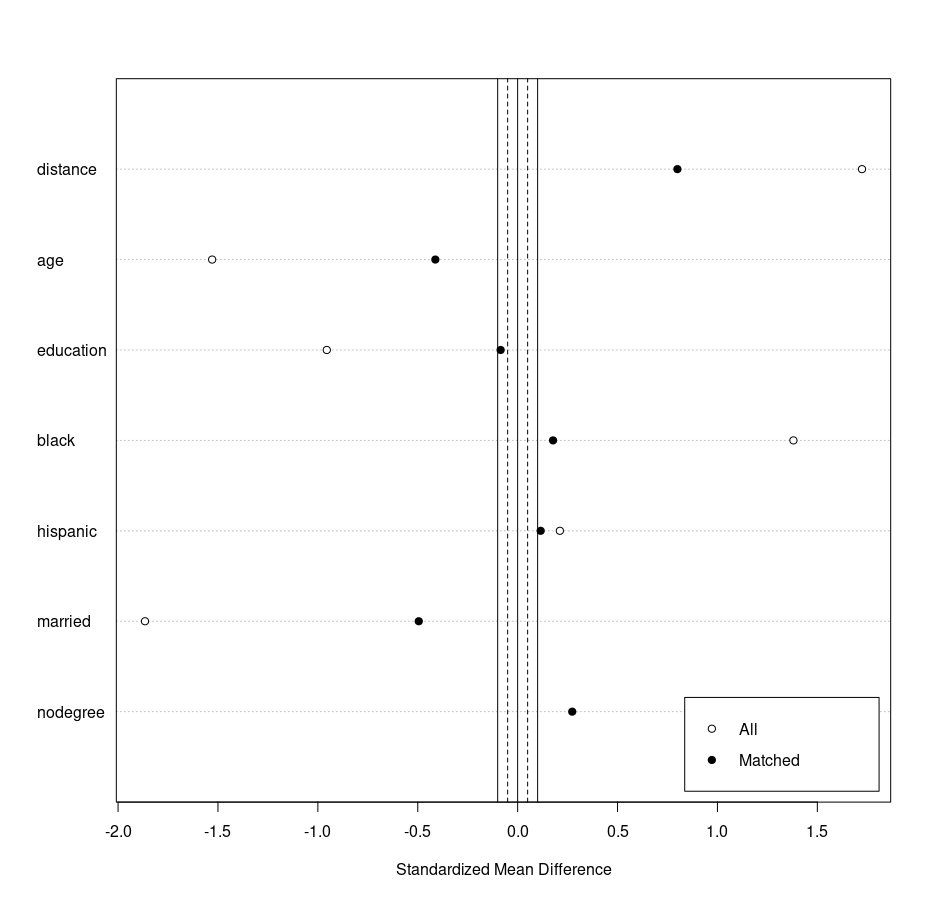 distance
age
education
black
hispanic
married
nodegree
All
Matched
-2.0 -1.5 -1.0 -0.5 0.0 0.5 1.0 1.5
Standardized Mean Difference